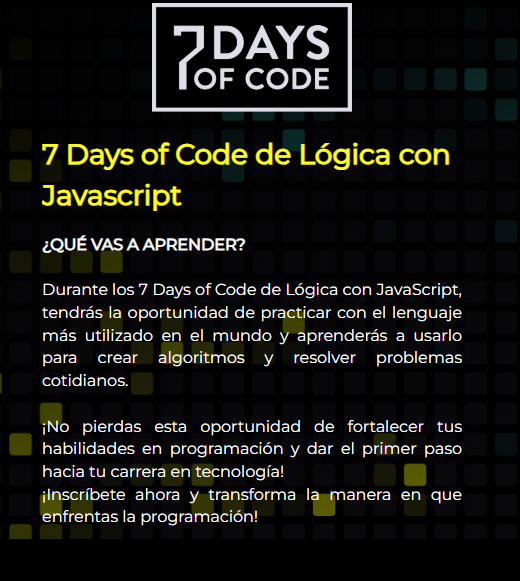 7 DAYS
OF CODE
7 Days of Code de Lógica con
Javascript
¿QUÉ VAS A APRENDER?
Durante los 7 Days of Code de Lógica con JavaScript,
tendrás la oportunidad de practicar con el lenguaje
más utilizado en el mundo y aprenderás a usarlo
para crear algoritmos y resolver problemas
cotidianos.
¡No pierdas esta oportunidad de fortalecer tus
habilidades en programación y dar el primer paso
hacia tu carrera en tecnología!
¡Inscríbete ahora y transforma la manera en que
enfrentas la programación!